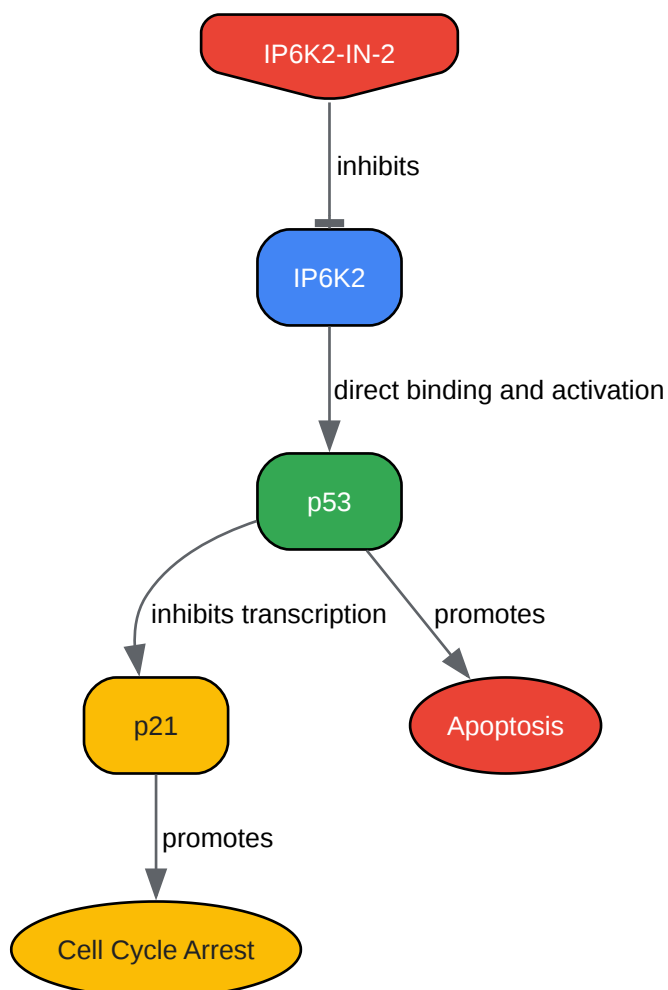 IP6K2-IN-2
inhibits
IP6K2
direct binding and activation
p53
inhibits transcription
promotes
p21
Apoptosis
promotes
Cell Cycle Arrest